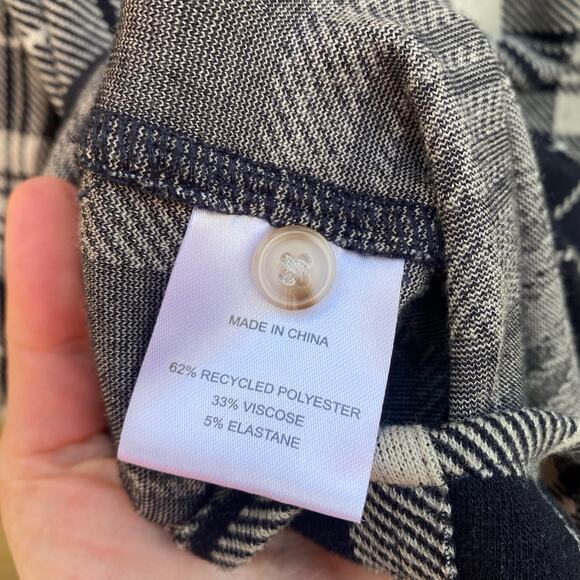 MADE IN CHINA
62% RECYCLED POLYESTER
33% VISCOSE
5% ELASTANE